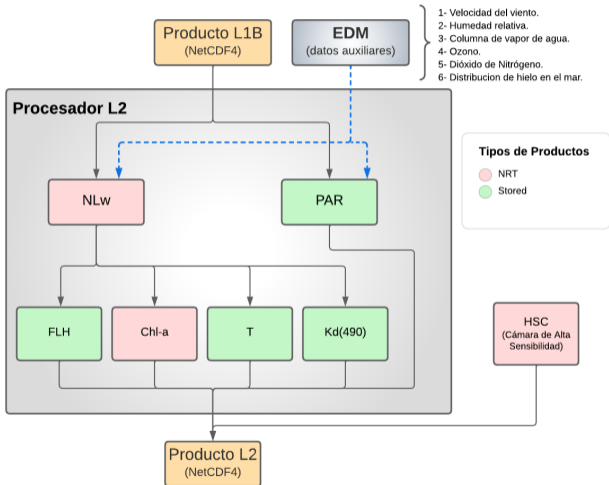 Producto L1B
(NetCDF4)
EDM
(datos auxiliares)
1- Velocidad del viento.
2- Humedad relativa.
3- Columna de vapor de agua.
4- Ozono.
5- Dióxido de Nitrógeno.
6- Distribucion de hielo en el mar.
Procesador L2
Tipos de Productos
NRT
Stored
NLw
PAR
FLH
Chl-a
T
Kd(490)
HSC
(Cámara de Alta
Sensibilidad)
Producto L2
(NetCDF4)